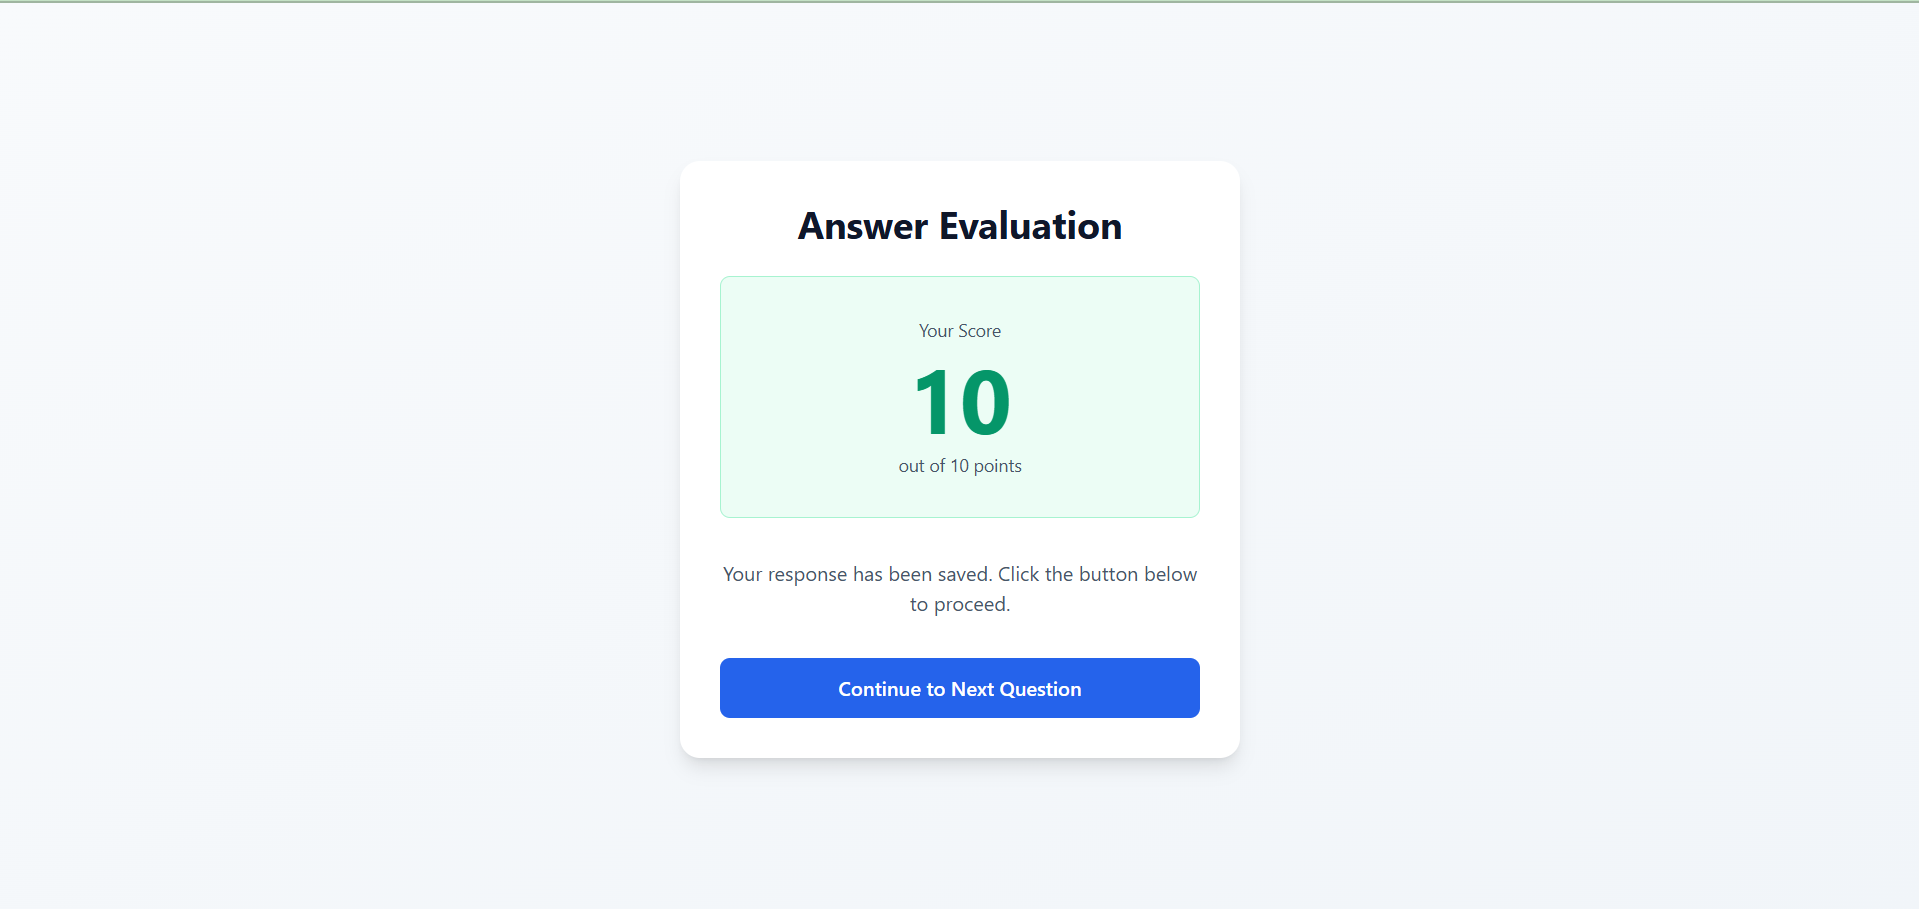 Answer Evaluation
Your Score
10
out of 10 points
Your response has been saved. Click the button below
to proceed.
Continue to Next Question